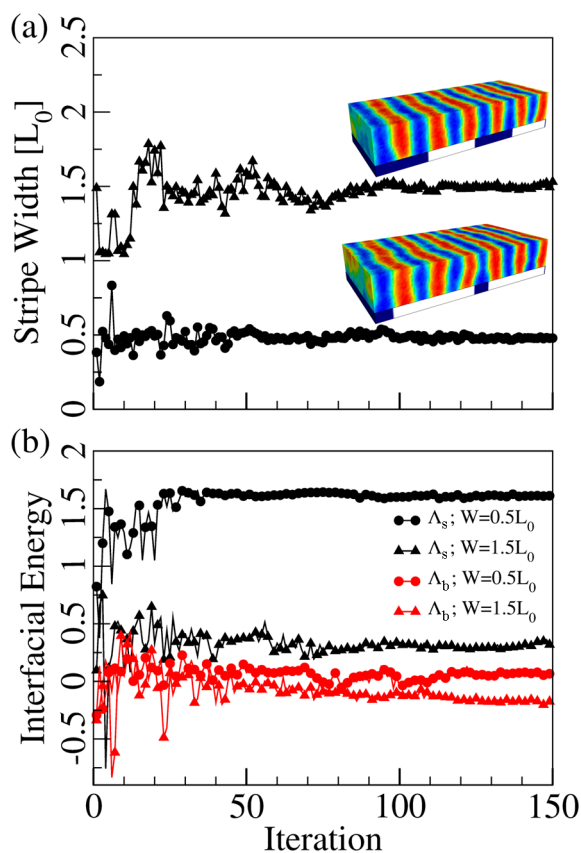 (a)
2.5
2
1.5
1
0.5
0
Stripe Width [L₀]
(b)
2
1.5
1
0.5
0
-0.5
Interfacial Energy
Λₛ; W=0.5L₀
Λₛ; W=1.5L₀
Λ_b; W=0.5L₀
Λ_b; W=1.5L₀
0 50 100 150
Iteration